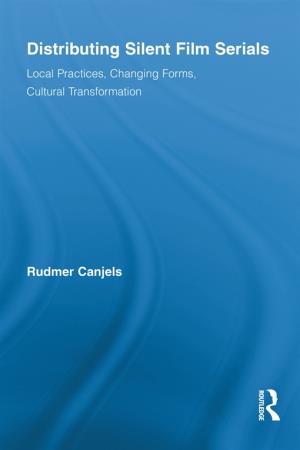 Distributing Silent Film Serials
Local Practices, Changing Forms,
Cultural Transformation
Rudmer Canjels
ROUTLEDGE